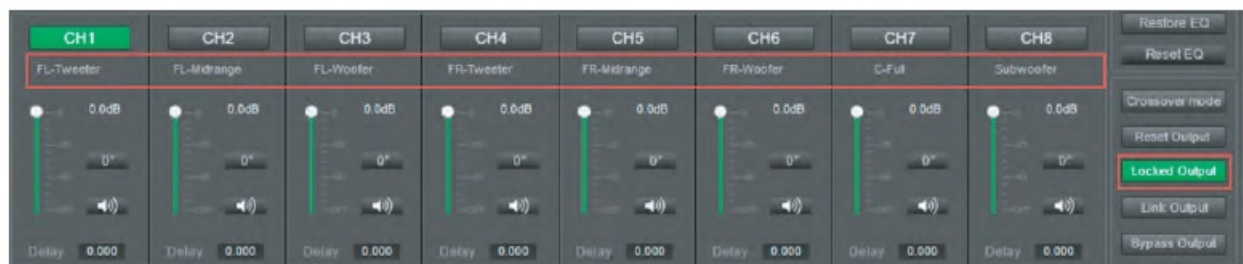 CH1 CH2 CH3 CH4 CH5 CH6 CH7 CH8
FL-Tweeter FL-Midrange FL-Woofer FR-Tweeter FR-Midrange FR-Woofer C-Full Subwoofer
0.0dB 0.0dB 0.0dB 0.0dB 0.0dB 0.0dB 0.0dB 0.0dB
0° 0° 0° 0° 0° 0° 0° 0°
Delay 0.000 Delay 0.000 Delay 0.000 Delay 0.000 Delay 0.000 Delay 0.000 Delay 0.000 Delay 0.000
Restore EQ
Reset EQ
Crossover mode
Reset Output
Locked Output
Link Output
Bypass Output